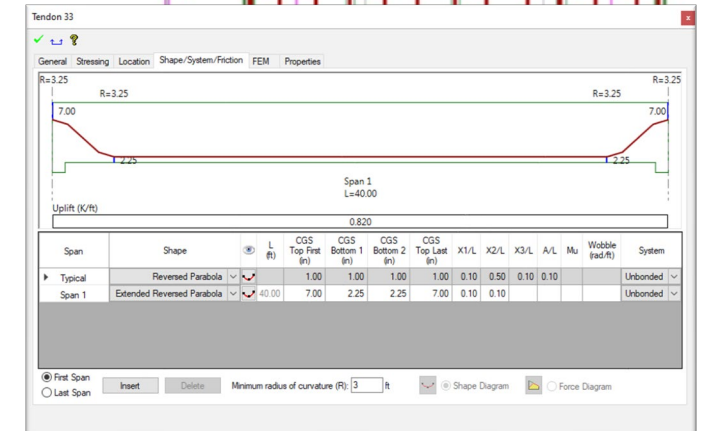 Tendon 33
x
General Stressing Location Shape/System/Friction FEM Properties
R=3.25 R=3.25
R=3.25 R=3.25
7.00 7.00
2.25 2.25
Span 1
L=40.00
Uplift (K/ft)
0.820
Span Shape L (ft) CGS Top First (in) CGS Bottom 1 (in) CGS Bottom 2 (in) CGS Top Last (in) X1/L X2/L X3/L A/L Mu Wobble (rad/ft) System
Typical Reversed Parabola 1.00 1.00 1.00 1.00 0.10 0.50 0.10 0.10 Unbonded
Span 1 Extended Reversed Parabola 40.00 7.00 2.25 2.25 7.00 0.10 0.10 Unbonded
First Span
Last Span
Insert Delete Minimum radius of curvature (R): 3 ft Shape Diagram Force Diagram